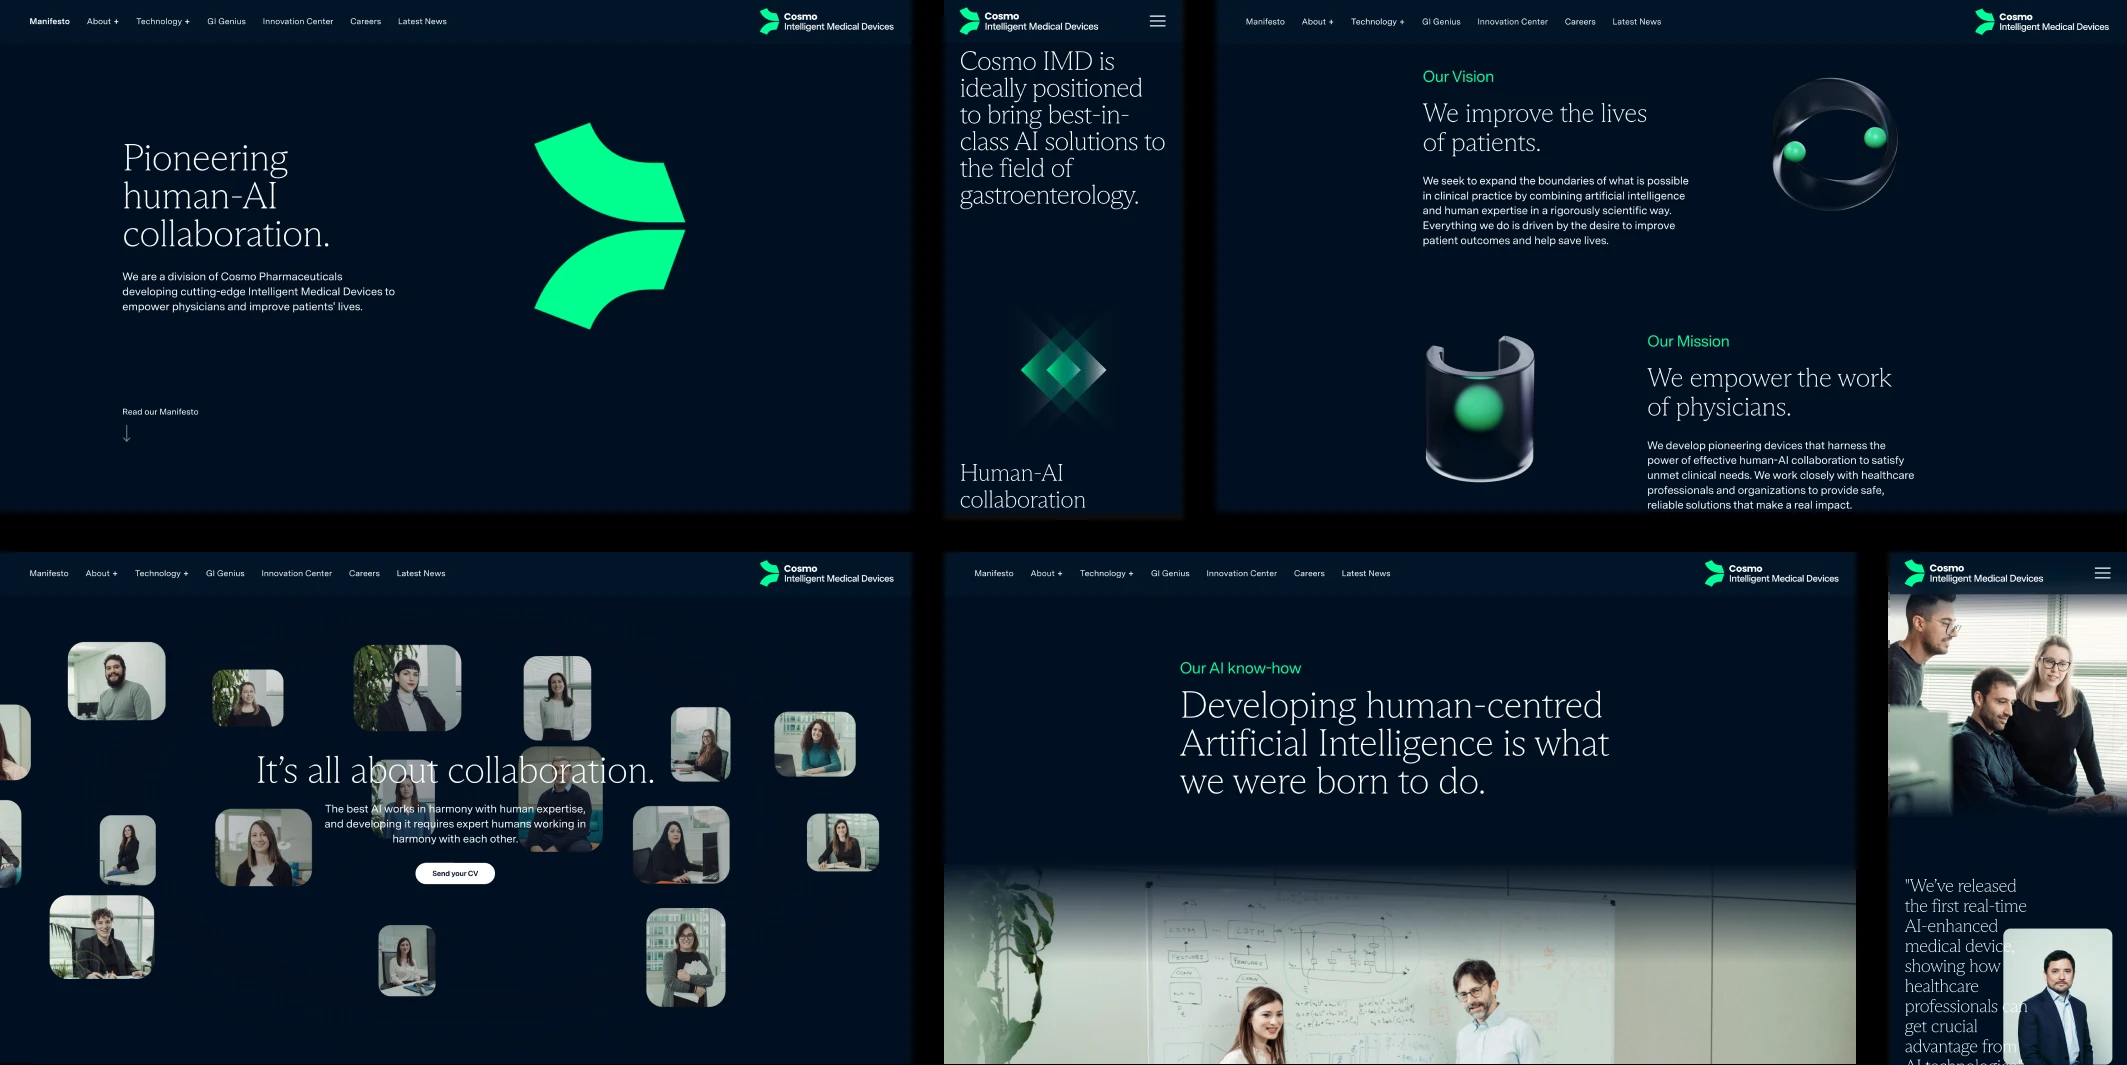 Manifesto About + Technology + GI Genius Innovation Center Careers Latest News
Cosmo
Intelligent Medical Devices
Pioneering
human-AI
collaboration.
We are a division of Cosmo Pharmaceuticals
developing cutting-edge Intelligent Medical Devices to
empower physicians and improve patients' lives.
Read our Manifesto
Cosmo
Intelligent Medical Devices
Cosmo IMD is
ideally positioned
to bring best-in-
class AI solutions to
the field of
gastroenterology.
Human-AI
collaboration
Manifesto About + Technology + GI Genius Innovation Center Careers Latest News
Cosmo
Intelligent Medical Devices
Our Vision
We improve the lives
of patients.
We seek to expand the boundaries of what is possible
in clinical practice by combining artificial intelligence
and human expertise in a rigorously scientific way.
Everything we do is driven by the desire to improve
patient outcomes and help save lives.
Our Mission
We empower the work
of physicians.
We develop pioneering devices that harness the
power of effective human-AI collaboration to satisfy
unmet clinical needs. We work closely with healthcare
professionals and organizations to provide safe,
reliable solutions that make a real impact.
Manifesto About + Technology + GI Genius Innovation Center Careers Latest News
Cosmo
Intelligent Medical Devices
It's all about collaboration.
The best AI works in harmony with human expertise,
and developing it requires expert humans working in
harmony with each other.
Send your CV
Manifesto About + Technology + GI Genius Innovation Center Careers Latest News
Cosmo
Intelligent Medical Devices
Our AI know-how
Developing human-centred
Artificial Intelligence is what
we were born to do.
LSTM LSTM
FEATURES FEATURES
Cosmo
Intelligent Medical Devices
"We've released
the first real-time
AI-enhanced
medical device,
showing how
healthcare
professionals can
get crucial
advantage from